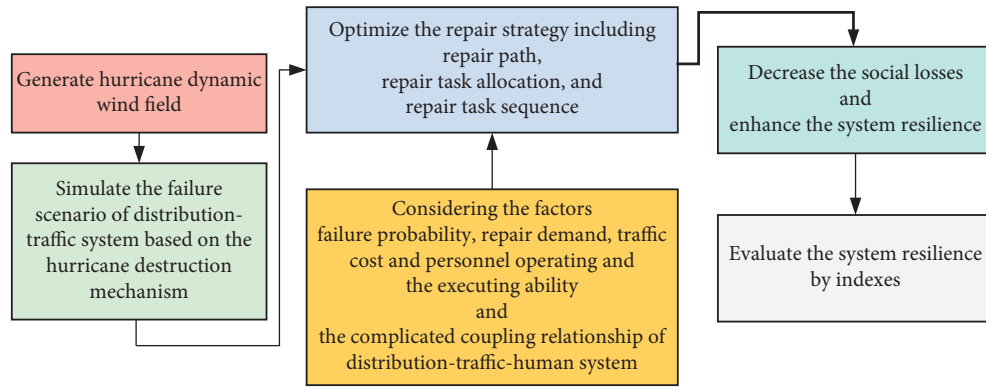 Generate hurricane dynamic
wind field
Simulate the failure
scenario of distribution-
traffic system based on the
hurricane destruction
mechanism
Optimize the repair strategy including
repair path,
repair task allocation, and
repair task sequence
Considering the factors
failure probability, repair demand, traffic
cost and personnel operating and
the executing ability
and
the complicated coupling relationship of
distribution-traffic-human system
Decrease the social losses
and
enhance the system resilience
Evaluate the system resilience
by indexes